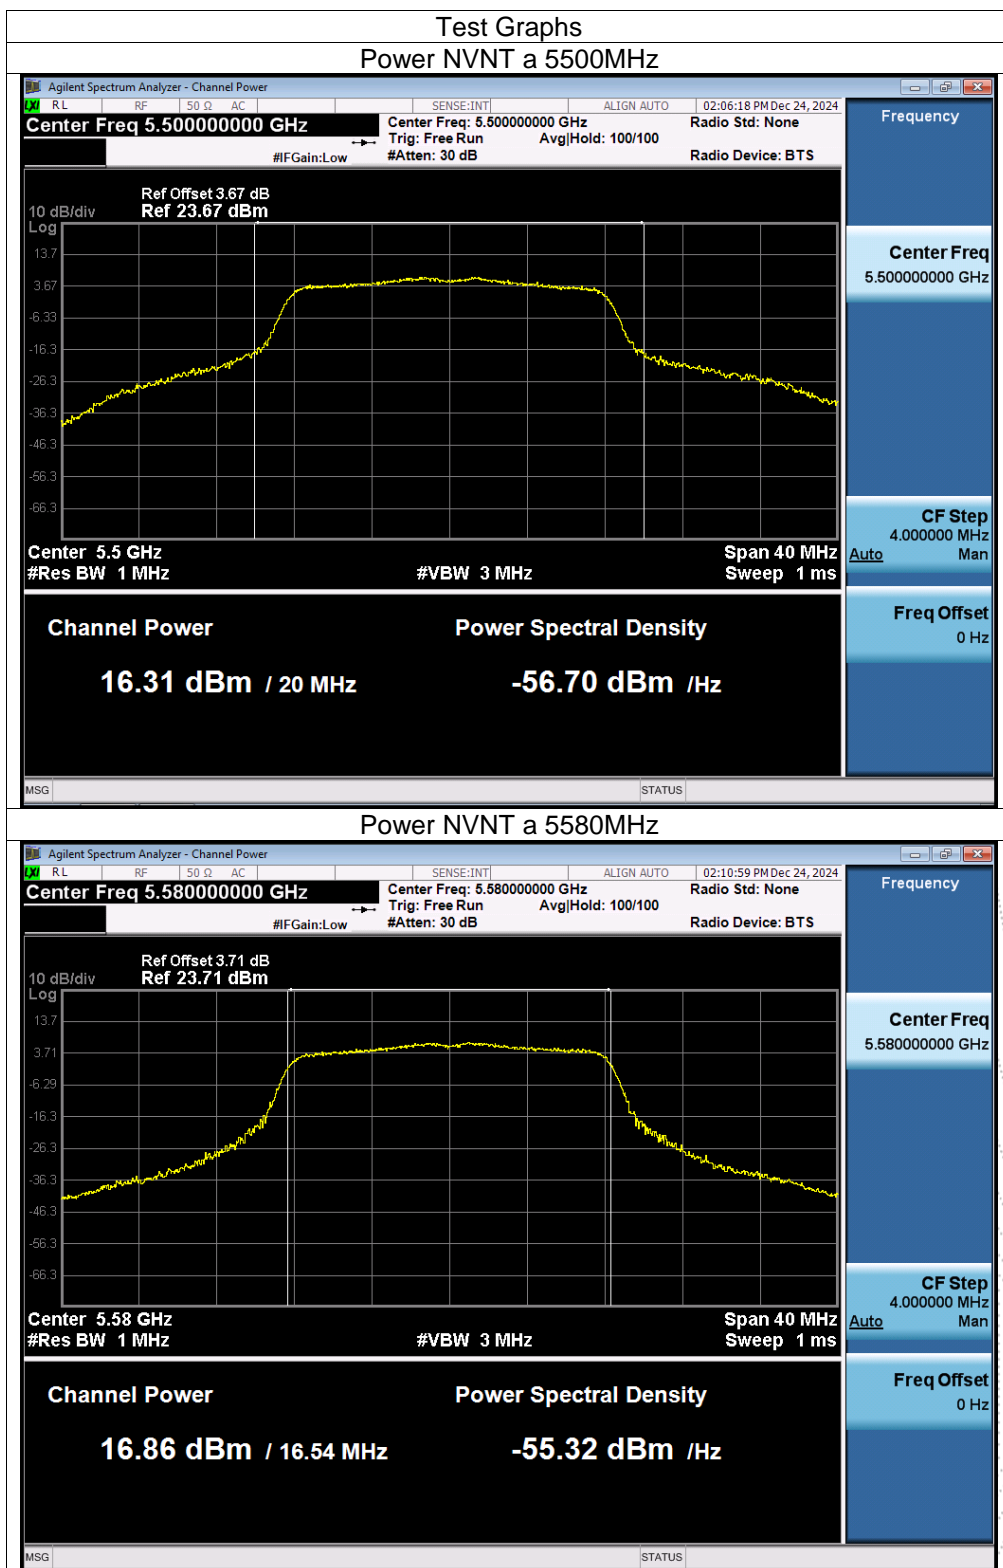 Test Graphs
Power NVNT a 5500MHz
Agilent Spectrum Analyzer - Channel Power
LXI RL RF 50 Ω AC SENSE:INT ALIGN AUTO 02:06:18 PM Dec 24, 2024
Center Freq 5.500000000 GHz Center Freq: 5.500000000 GHz Radio Std: None Frequency
Trig: Free Run Avg|Hold: 100/100
#IFGain:Low #Atten: 30 dB Radio Device: BTS
Ref Offset 3.67 dB
10 dB/div Ref 23.67 dBm
Log
13.7
3.67
-6.33
-16.3
-26.3
-36.3
-46.3
-56.3
-66.3
Center Freq
5.500000000 GHz
CF Step
4.000000 MHz
Auto Man
Freq Offset
0 Hz
Center 5.5 GHz Span 40 MHz
#Res BW 1 MHz #VBW 3 MHz Sweep 1 ms
Channel Power Power Spectral Density
16.31 dBm / 20 MHz -56.70 dBm /Hz
MSG STATUS
Power NVNT a 5580MHz
Agilent Spectrum Analyzer - Channel Power
LXI RL RF 50 Ω AC SENSE:INT ALIGN AUTO 02:10:59 PM Dec 24, 2024
Center Freq 5.580000000 GHz Center Freq: 5.580000000 GHz Radio Std: None Frequency
Trig: Free Run Avg|Hold: 100/100
#IFGain:Low #Atten: 30 dB Radio Device: BTS
Ref Offset 3.71 dB
10 dB/div Ref 23.71 dBm
Log
13.7
3.71
-6.29
-16.3
-26.3
-36.3
-46.3
-56.3
-66.3
Center Freq
5.580000000 GHz
CF Step
4.000000 MHz
Auto Man
Freq Offset
0 Hz
Center 5.58 GHz Span 40 MHz
#Res BW 1 MHz #VBW 3 MHz Sweep 1 ms
Channel Power Power Spectral Density
16.86 dBm / 16.54 MHz -55.32 dBm /Hz
MSG STATUS